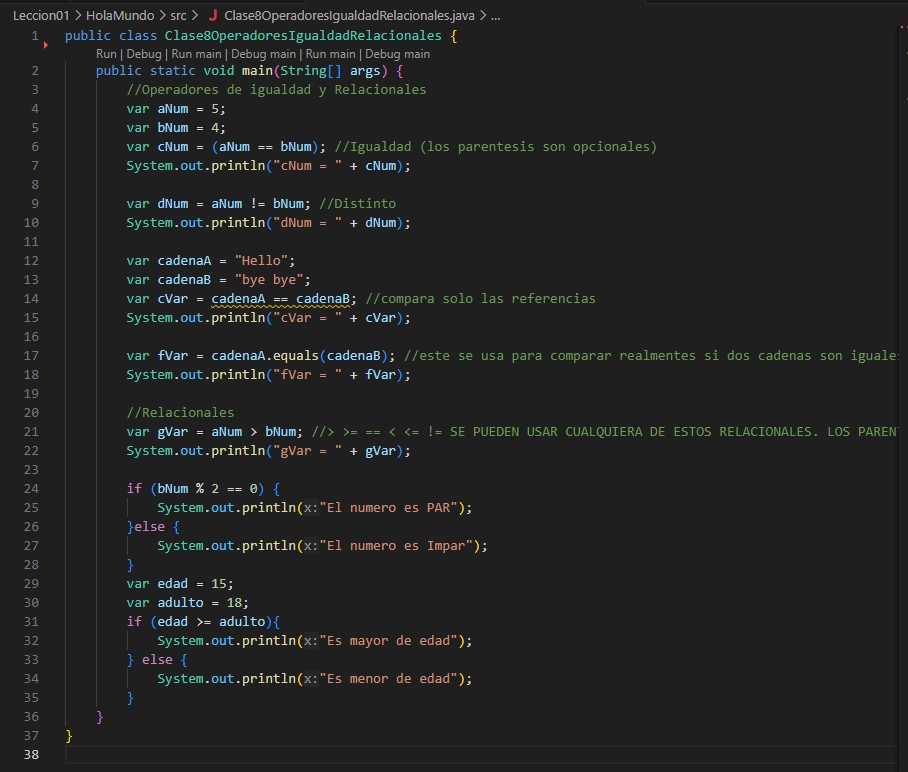 Leccion01 > HolaMundo > src > J Clase8OperadoresIgualdadRelacionales.java > ...
1 public class Clase8OperadoresIgualdadRelacionales {
Run | Debug | Run main | Debug main | Run main | Debug main
2 public static void main(String[] args) {
3 //Operadores de igualdad y Relacionales
4 var aNum = 5;
5 var bNum = 4;
6 var cNum = (aNum == bNum); //Igualdad (los parentesis son opcionales)
7 System.out.println("cNum = " + cNum);
8
9 var dNum = aNum != bNum; //Distinto
10 System.out.println("dNum = " + dNum);
11
12 var cadenaA = "Hello";
13 var cadenaB = "bye bye";
14 var cVar = cadenaA == cadenaB; //compara solo las referencias
15 System.out.println("cVar = " + cVar);
16
17 var fVar = cadenaA.equals(cadenaB); //este se usa para comparar realmentes si dos cadenas son iguales
18 System.out.println("fVar = " + fVar);
19
20 //Relacionales
21 var gVar = aNum > bNum; //> >= == < <= != SE PUEDEN USAR CUALQUIERA DE ESTOS RELACIONALES. LOS PAREN
22 System.out.println("gVar = " + gVar);
23
24 if (bNum % 2 == 0) {
25 System.out.println(x:"El numero es PAR");
26 }else {
27 System.out.println(x:"El numero es Impar");
28 }
29 var edad = 15;
30 var adulto = 18;
31 if (edad >= adulto){
32 System.out.println(x:"Es mayor de edad");
33 } else {
34 System.out.println(x:"Es menor de edad");
35 }
36 }
37 }
38